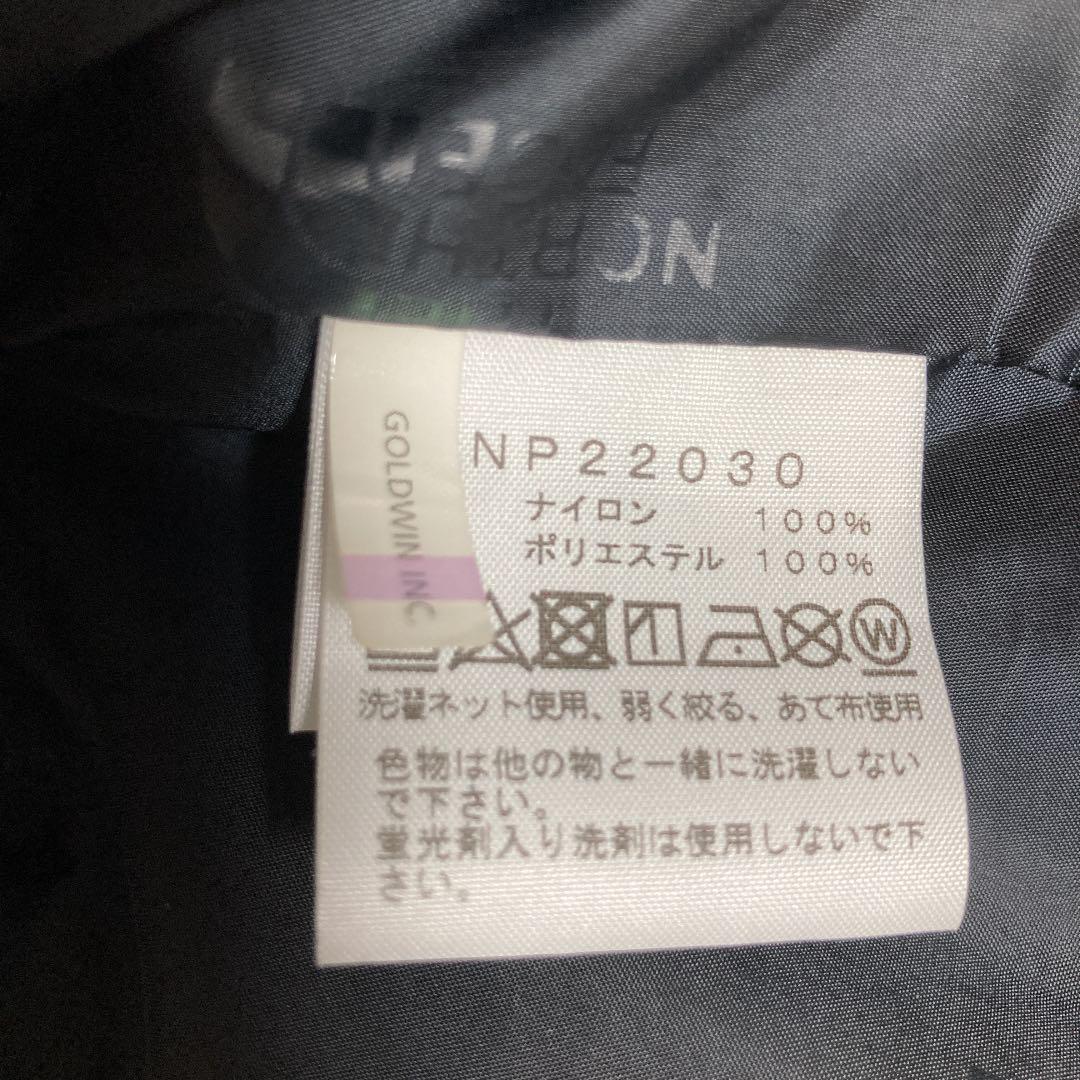 GOLDWIN INC
NP22030
ナイロン 100%
ポリエステル 100%
W
洗濯ネット使用、弱く絞る、あて布使用
色物は他の物と一緒に洗濯しない
で下さい。
蛍光剤入り洗剤は使用しないで下
さい。